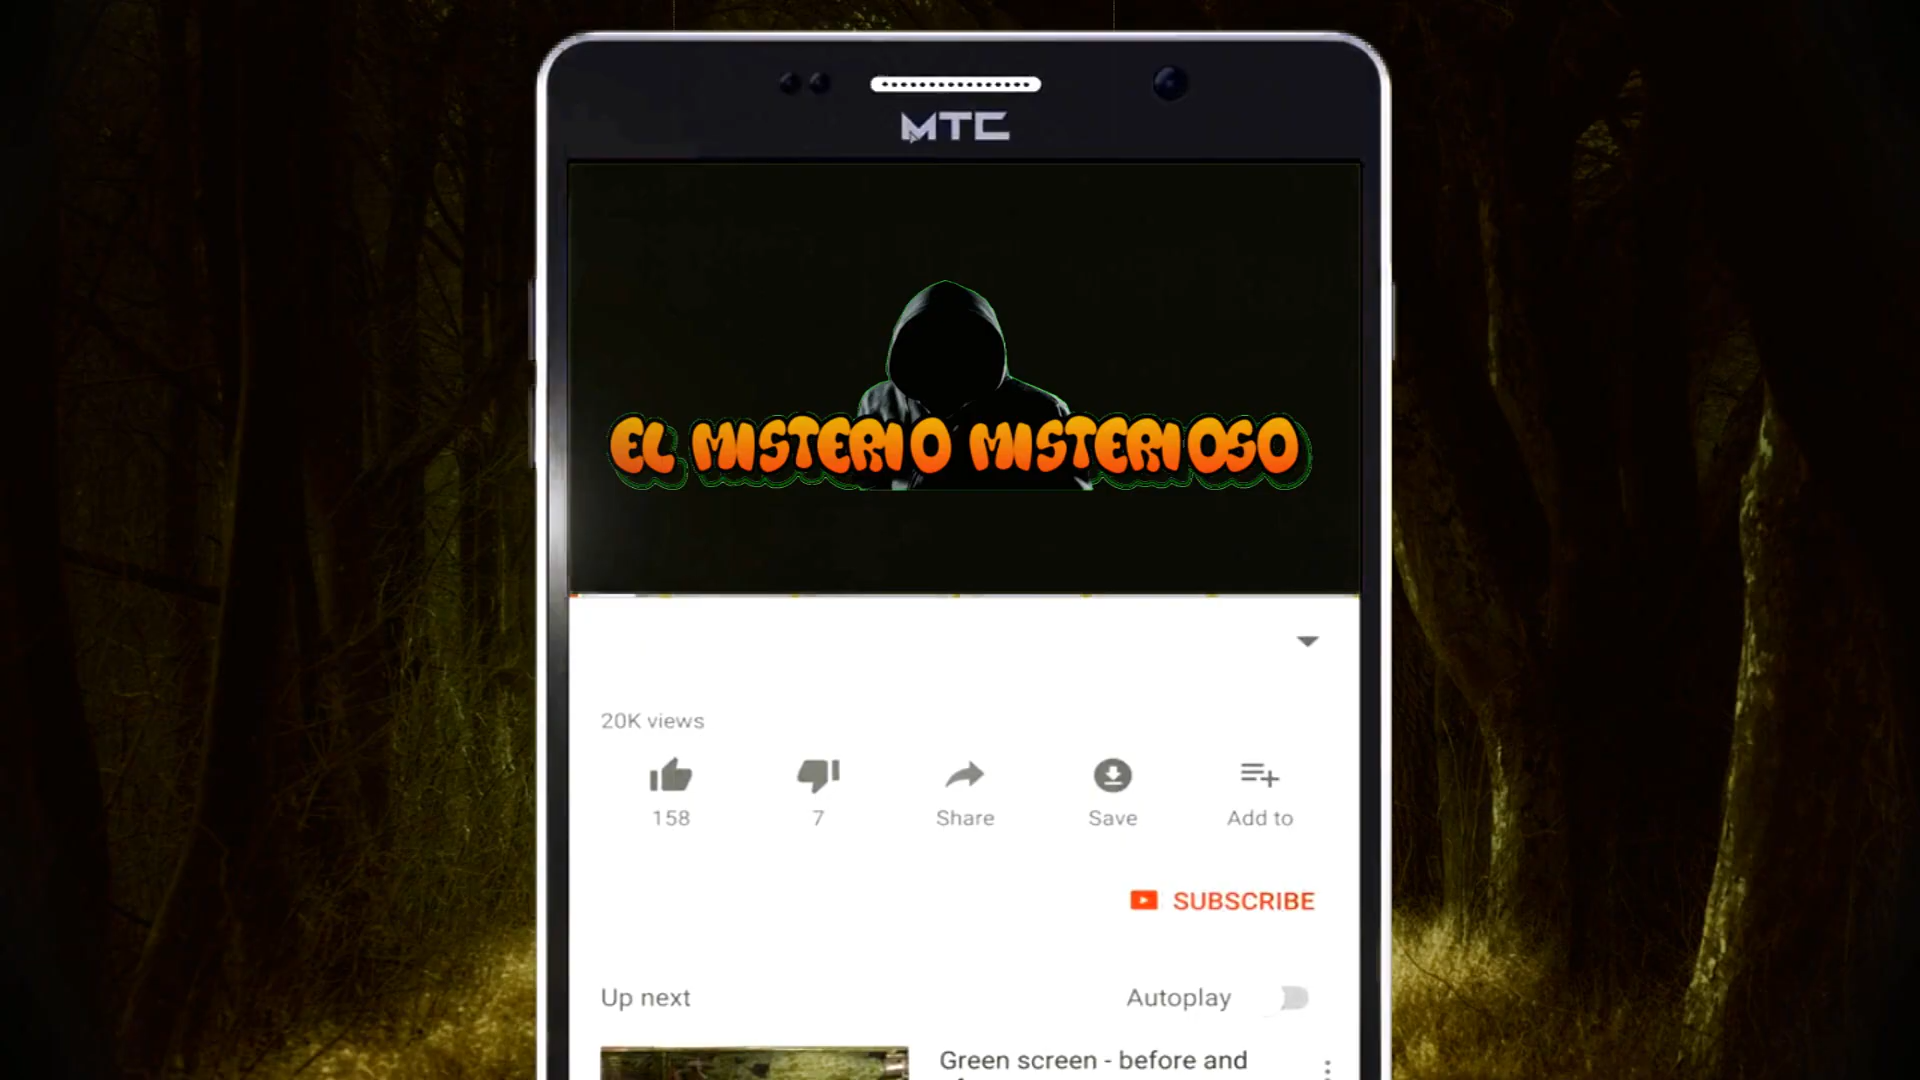 MTC
EL MISTERIO MISTERIOSO
20K views
158
7
Share
Save
Add to
SUBSCRIBE
Up next
Autoplay
Green screen - before and